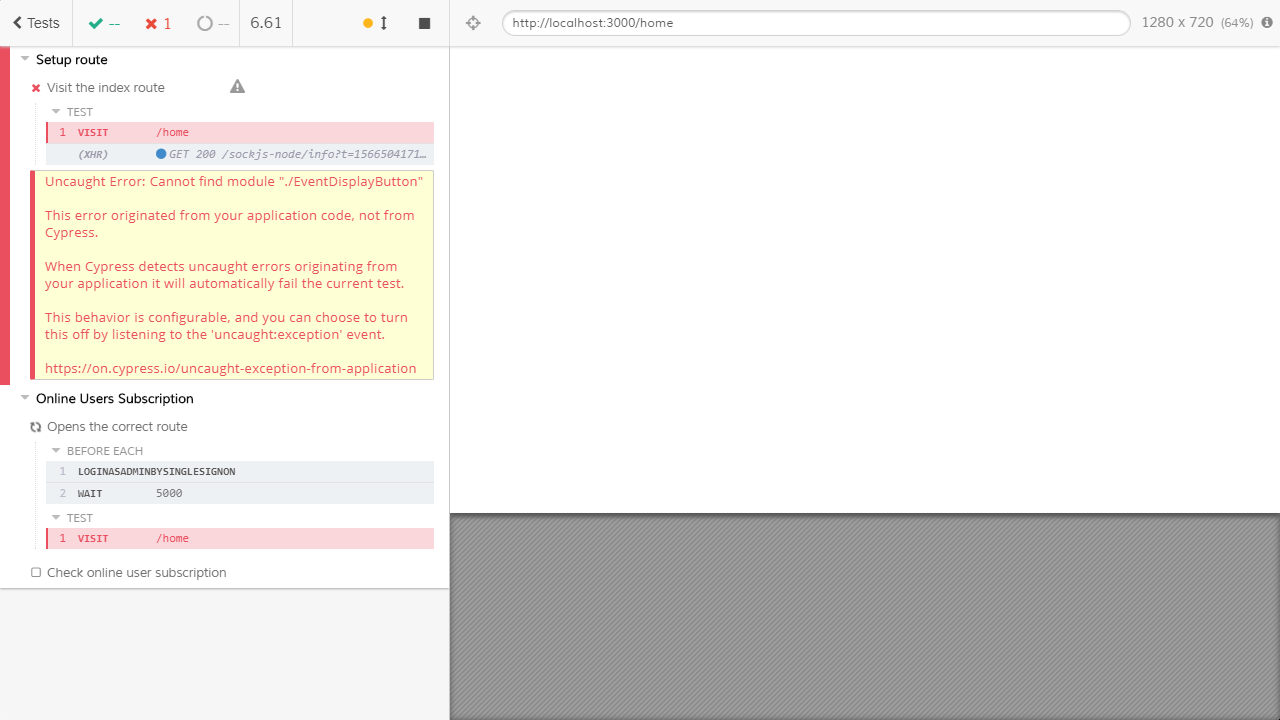 Tests -- 1 -- 6.61 http://localhost:3000/home 1280 x 720 (64%)
Setup route
Visit the index route
TEST
1 VISIT /home
(XHR) GET 200 /sockjs-node/info?t=1566504171…
Uncaught Error: Cannot find module "./EventDisplayButton"
This error originated from your application code, not from
Cypress.
When Cypress detects uncaught errors originating from
your application it will automatically fail the current test.
This behavior is configurable, and you can choose to turn
this off by listening to the 'uncaught:exception' event.
https://on.cypress.io/uncaught-exception-from-application
Online Users Subscription
Opens the correct route
BEFORE EACH
1 LOGINASADMINBYSINGLESIGNON
2 WAIT 5000
TEST
1 VISIT /home
Check online user subscription